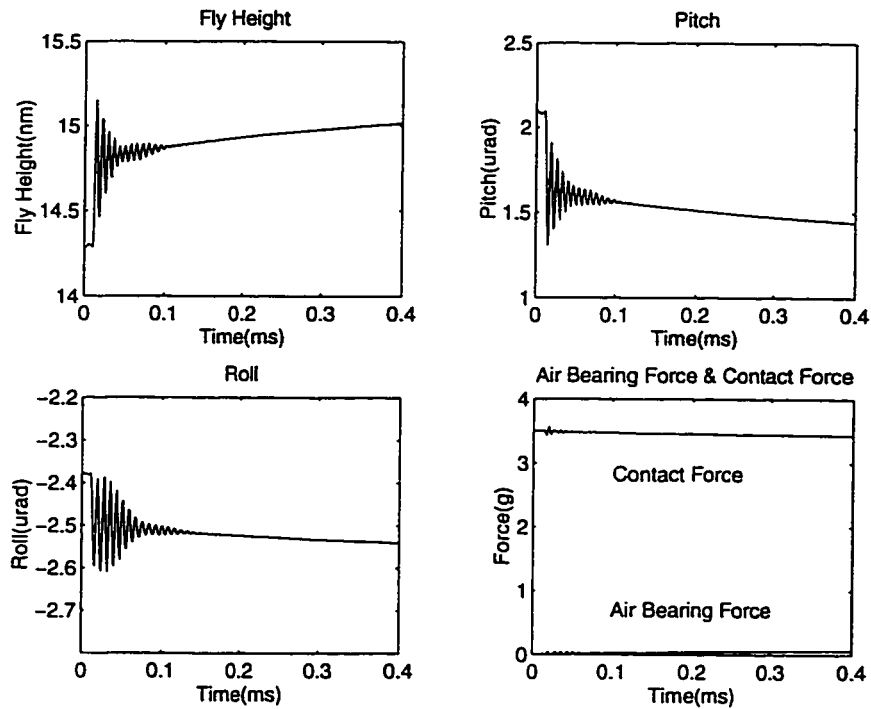 Fly Height
15.5
15
14.5
14
Fly Height(nm)
0 0.1 0.2 0.3 0.4
Time(ms)
Pitch
2.5
2
1.5
1
Pitch(urad)
0 0.1 0.2 0.3 0.4
Time(ms)
Roll
-2.2
-2.3
-2.4
-2.5
-2.6
-2.7
Roll(urad)
0 0.1 0.2 0.3 0.4
Time(ms)
Air Bearing Force & Contact Force
4
3
2
1
0
Force(g)
Contact Force
Air Bearing Force
0 0.1 0.2 0.3 0.4
Time(ms)